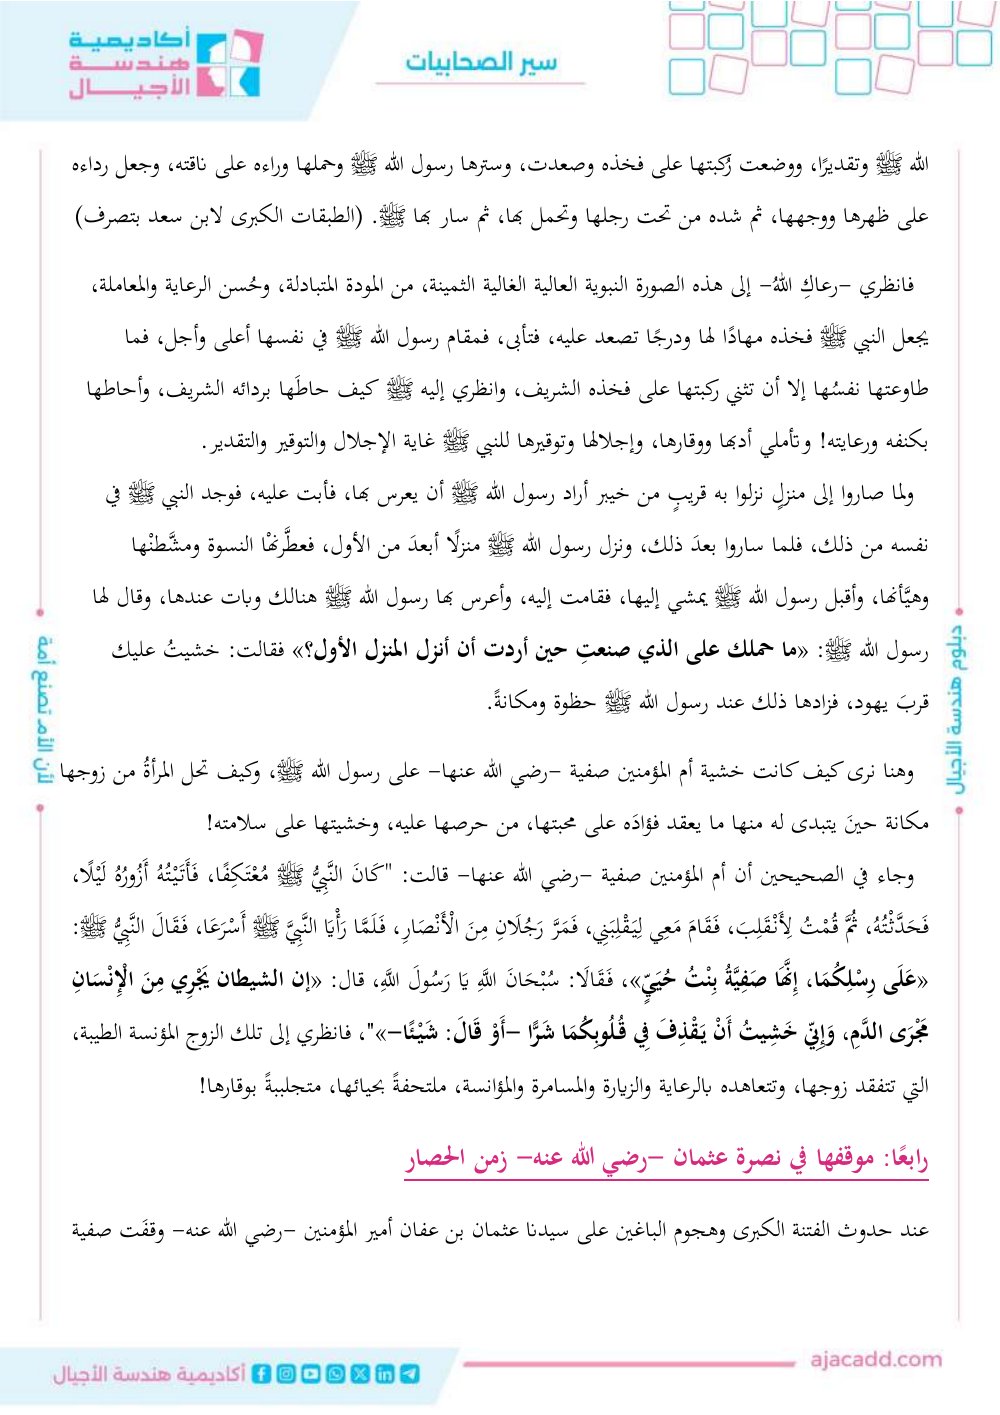 أكاديمية
هندسة
الأجيال
سير الصحابيات
الله ﷺ وتقديرًا، ووضعت رُكبتها على فخذه وصعدت، وسترها رسول الله ﷺ وحملها وراءه على ناقته، وجعل رداءه
على ظهرها ووجهها، ثم شده من تحت رجلها وتحمل بها، ثم سار بها ﷺ. (الطبقات الكبرى لابن سعد بتصرف)
فانظري –رعاكِ اللهُ– إلى هذه الصورة النبوية العالية الغالية الثمينة، من المودة المتبادلة، وحُسن الرعاية والمعاملة،
يجعل النبي ﷺ فخذه مهادًا لها ودرجًا تصعد عليه، فتأبى، فمقام رسول الله ﷺ في نفسها أعلى وأجل، فما
طاوعتها نفسُها إلا أن تثني ركبتها على فخذه الشريف، وانظري إليه ﷺ كيف حاطَها بردائه الشريف، وأحاطها
بكنفه ورعايته! وتأملي أدبها ووقارها، وإجلالها وتوقيرها للنبي ﷺ غاية الإجلال والتوقير والتقدير.
ولما صاروا إلى منزلٍ نزلوا به قريبٍ من خيبر أراد رسول الله ﷺ أن يعرس بها، فأبت عليه، فوجد النبي ﷺ في
نفسه من ذلك، فلما ساروا بعدَ ذلك، ونزل رسول الله ﷺ منزلًا أبعدَ من الأول، فعطَّرنْها النسوة ومشَّطنْها
وهيَّأنها، وأقبل رسول الله ﷺ يمشي إليها، فقامت إليه، وأعرس بها رسول الله ﷺ هنالك وبات عندها، وقال لها
رسول الله ﷺ: «ما حملك على الذي صنعتِ حين أردت أن أنزل المنزل الأول؟» فقالت: خشيتُ عليك
قربَ يهود، فزادها ذلك عند رسول الله ﷺ حظوة ومكانةً.
وهنا نرى كيف كانت خشية أم المؤمنين صفية –رضي الله عنها– على رسول الله ﷺ، وكيف تحل المرأةُ من زوجها
مكانة حينَ يتبدى له منها ما يعقد فؤادَه على محبتها، من حرصها عليه، وخشيتها على سلامته!
وجاء في الصحيحين أن أم المؤمنين صفية –رضي الله عنها– قالت: "كَانَ النَّبِيُّ ﷺ مُعْتَكِفًا، فَأَتَيْتُهُ أَزُورُهُ لَيْلًا،
فَحَدَّثْتُهُ، ثُمَّ قُمْتُ لِأَنْقَلِبَ، فَقَامَ مَعِي لِيَقْلِبَنِي، فَمَرَّ رَجُلَانِ مِنَ الْأَنْصَارِ، فَلَمَّا رَأَيَا النَّبِيَّ ﷺ أَسْرَعَا، فَقَالَ النَّبِيُّ ﷺ:
«عَلَى رِسْلِكُمَا، إِنَّهَا صَفِيَّةُ بِنْتُ حُيَيٍّ»، فَقَالَا: سُبْحَانَ اللَّهِ يَا رَسُولَ اللَّهِ، قال: «إن الشيطان يَجْرِي مِنَ الْإِنْسَانِ
مَجْرَى الدَّمِ، وَإِنِّي خَشِيتُ أَنْ يَقْذِفَ فِي قُلُوبِكُمَا شَرًّا –أَوْ قَالَ: شَيْئًا–»"، فانظري إلى تلك الزوج المؤنسة الطيبة،
التي تتفقد زوجها، وتتعاهده بالرعاية والزيارة والمسامرة والمؤانسة، ملتحفةً بحيائها، متجلببةً بوقارها!
رابعًا: موقفها في نصرة عثمان –رضي الله عنه– زمن الحصار
عند حدوث الفتنة الكبرى وهجوم الباغين على سيدنا عثمان بن عفان أمير المؤمنين –رضي الله عنه– وقفَت صفية
دبلوم هندسة الأجيال
لأن الأم تصنع أمة
أكاديمية هندسة الأجيال
ajacadd.com